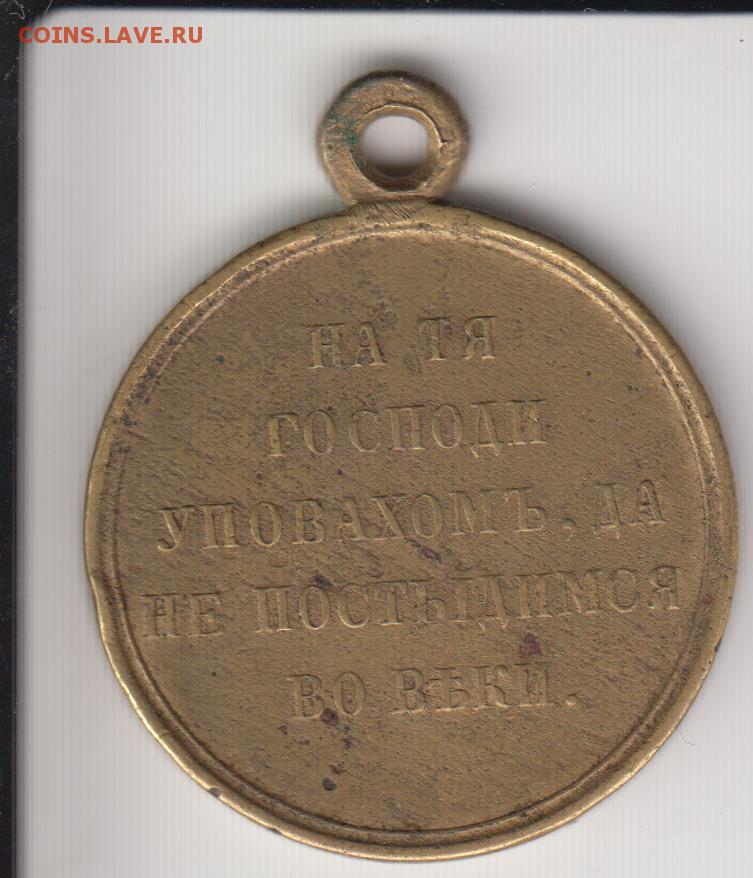 COINS.LAVE.RU
НА ТЯ
ГОСПОДИ
УПОВАХОМЪ, ДА
НЕ ПОСТЫДИМСЯ
ВО ВѢКИ.